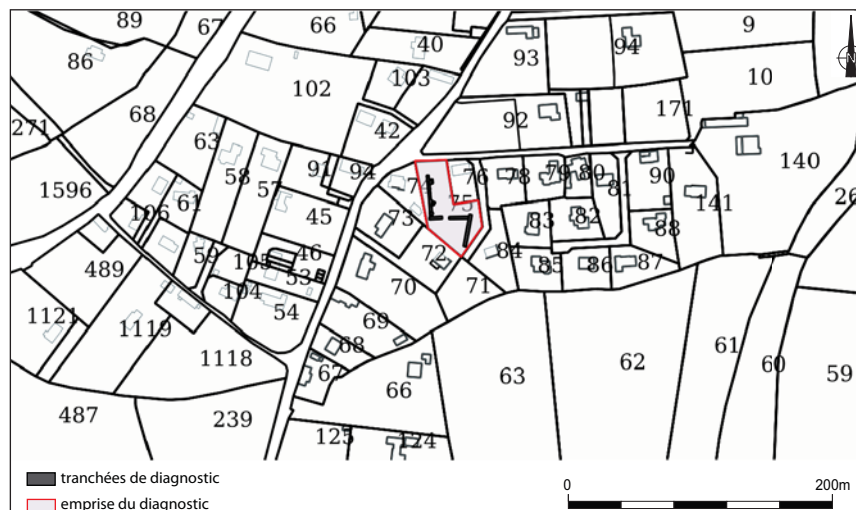 89 67 66 40 93 94 9
86 102 103 10
68 42 92 171
271 63 58 57 91 94 74 76 78 79 80 81 90 140
1596 106 61 45 73 75 83 82 88 141 26
489 59 105 46 53 72 84 85 86 87
104 54 70 71
1121 1119 69 68 63 62 61 60 59
1118 67 66
487 239 125 124
N
tranchées de diagnostic
emprise du diagnostic
0 200m